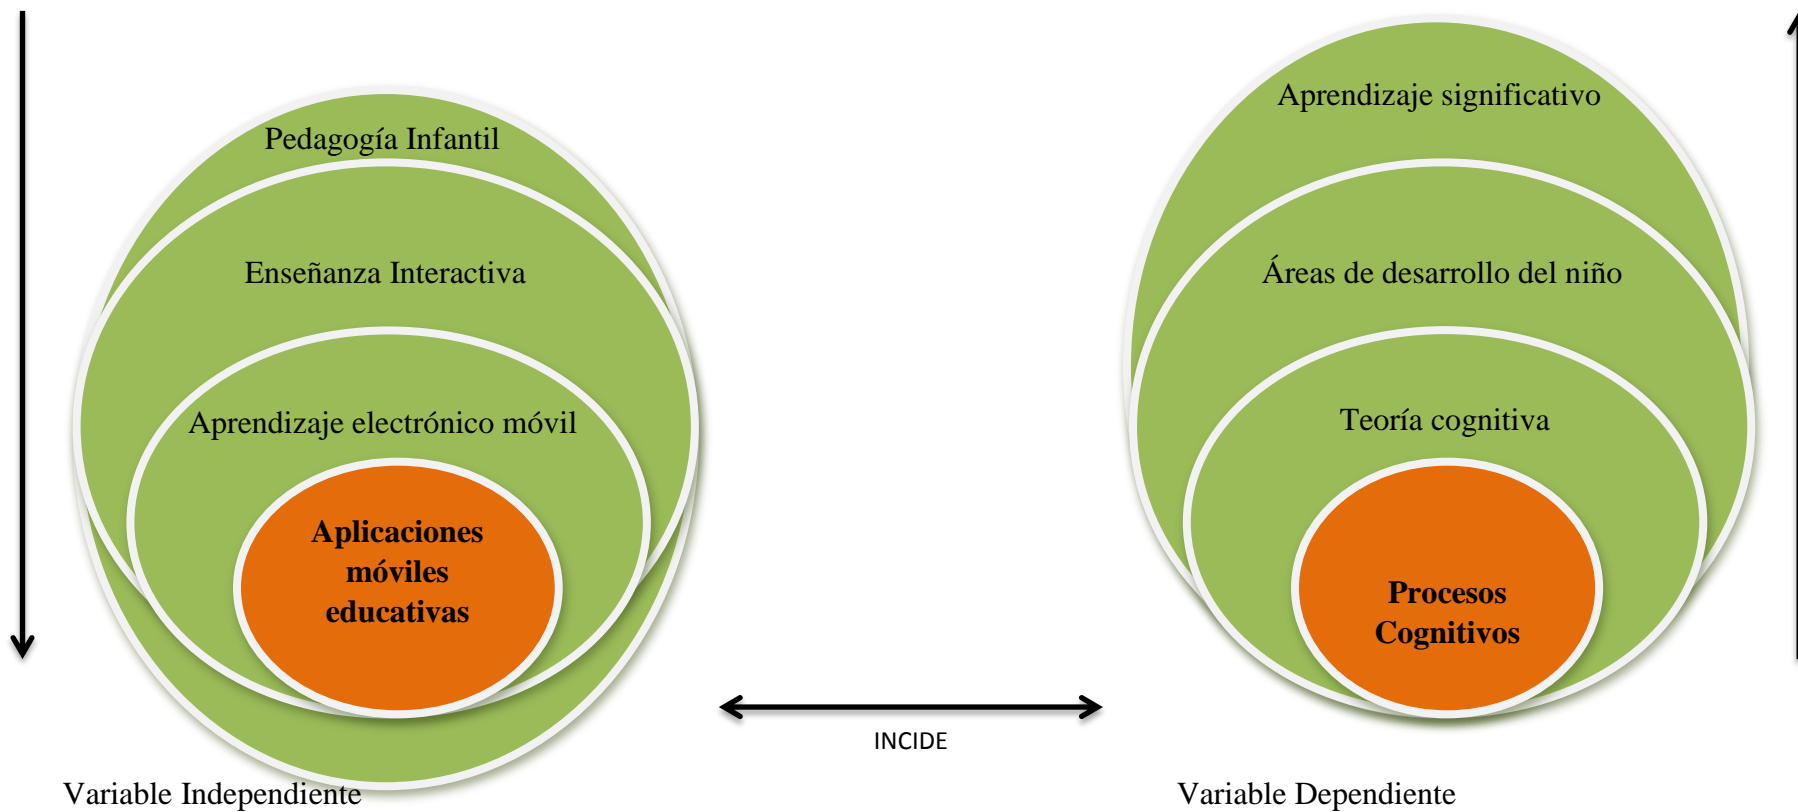 Pedagogía Infantil
Enseñanza Interactiva
Aprendizaje electrónico móvil
Aplicaciones
móviles
educativas
Variable Independiente
INCIDE
Aprendizaje significativo
Áreas de desarrollo del niño
Teoría cognitiva
Procesos
Cognitivos
Variable Dependiente